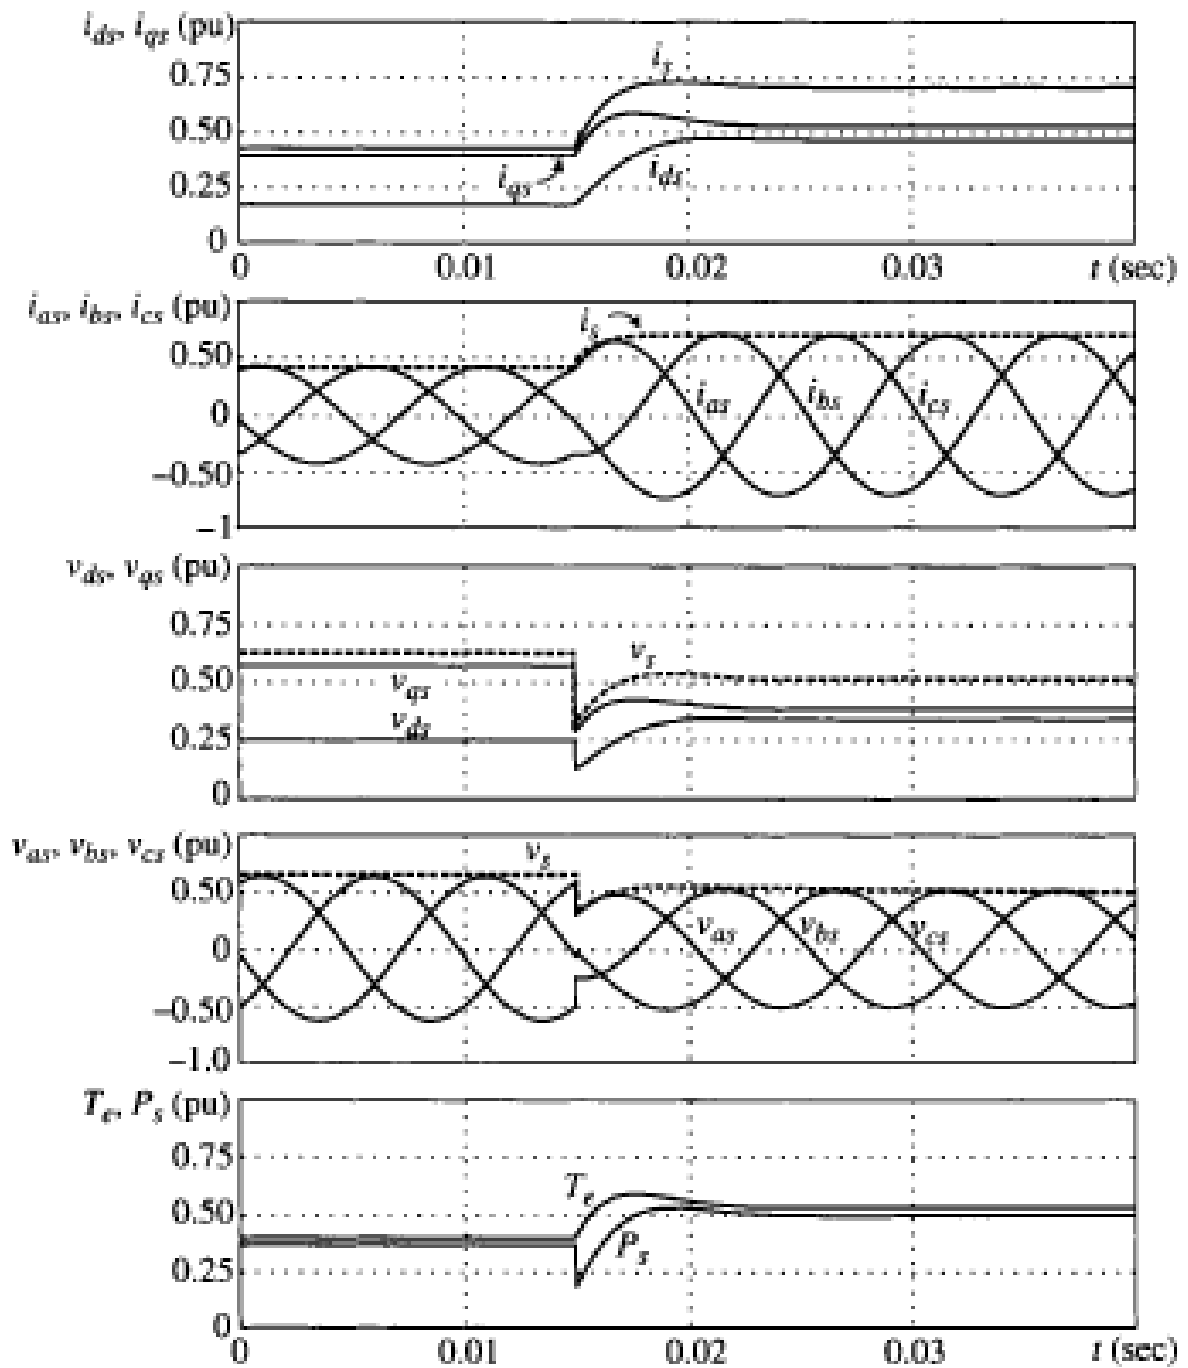 i_ds, i_qs (pu)
0.75
0.50
0.25
0
i_s
i_qs
i_ds
0 0.01 0.02 0.03 t (sec)
i_as, i_bs, i_cs (pu)
0.50
0
−0.50
−1
i_s
i_as i_bs i_cs
v_ds, v_qs (pu)
0.75
0.50
0.25
0
v_s
v_qs
v_ds
v_as, v_bs, v_cs (pu)
0.50
0
−0.50
−1.0
v_s
v_as v_bs v_cs
T_e, P_s (pu)
0.75
0.50
0.25
0
T_e
P_s
0 0.01 0.02 0.03 t (sec)